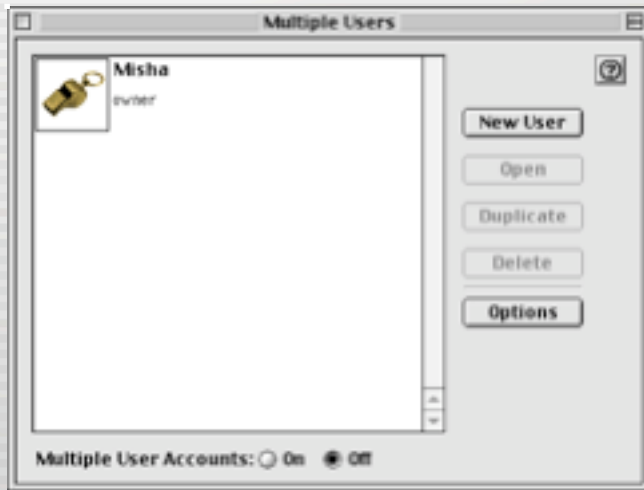 Multiple Users
Misha
owner
?
New User
Open
Duplicate
Delete
Options
Multiple User Accounts: On Off